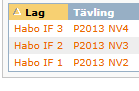 Lag Tävling
Habo IF 3 P2013 NV4
Habo IF 2 P2013 NV3
Habo IF 1 P2013 NV2